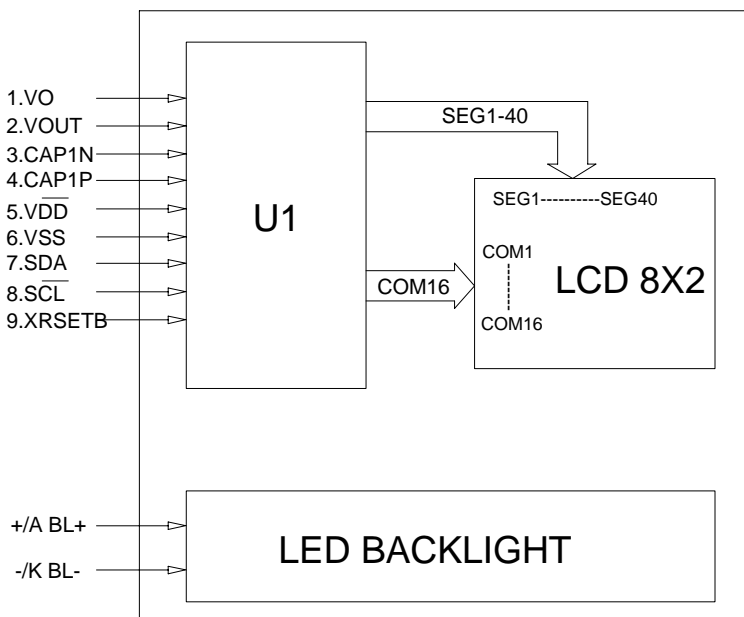 1.VO
2.VOUT
3.CAP1N
4.CAP1P
5.VDD
6.VSS
7.SDA
8.SCL
9.XRSETB
U1
SEG1-40
COM16
SEG1----------SEG40
COM1
COM16
LCD 8X2
+/A BL+
-/K BL-
LED BACKLIGHT